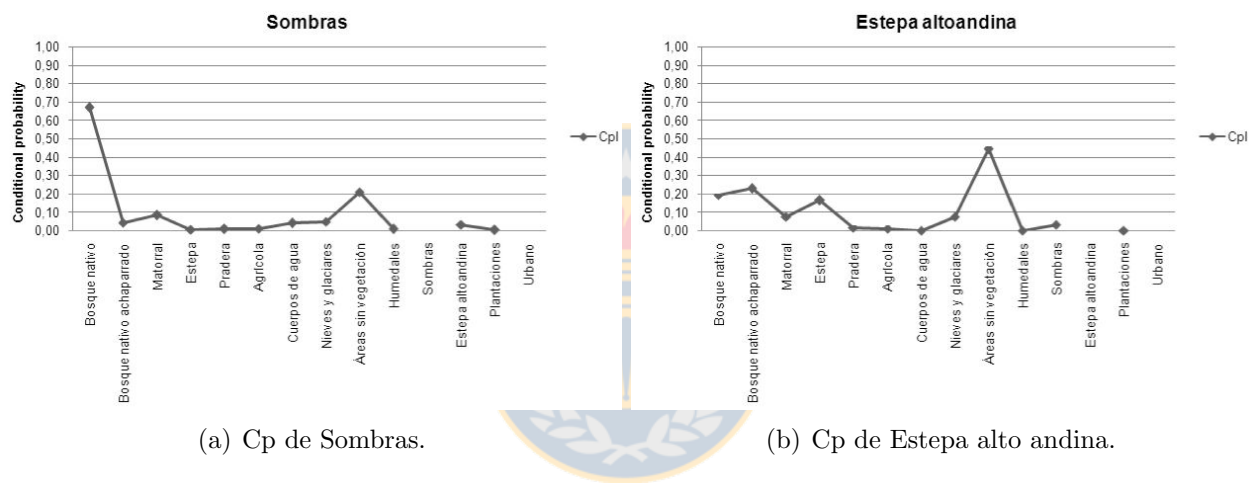 Sombras
Conditional probability
1,00
0,90
0,80
0,70
0,60
0,50
0,40
0,30
0,20
0,10
0,00
Bosque nativo
Bosque nativo achaparrado
Matorral
Estepa
Pradera
Agrícola
Cuerpos de agua
Nieves y glaciares
Áreas sin vegetación
Humedales
Sombras
Estepa altoandina
Plantaciones
Urbano
CpI
(a) Cp de Sombras.
Estepa altoandina
Conditional probability
1,00
0,90
0,80
0,70
0,60
0,50
0,40
0,30
0,20
0,10
0,00
Bosque nativo
Bosque nativo achaparrado
Matorral
Estepa
Pradera
Agrícola
Cuerpos de agua
Nieves y glaciares
Áreas sin vegetación
Humedales
Sombras
Estepa altoandina
Plantaciones
Urbano
CpI
(b) Cp de Estepa alto andina.